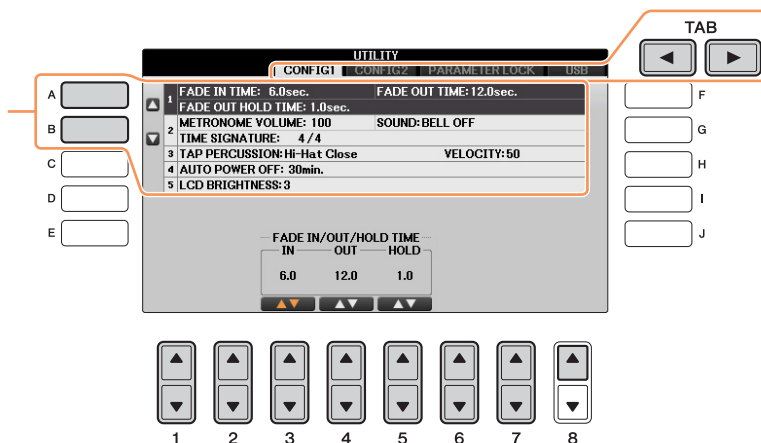 TAB
UTILITY
CONFIG1 CONFIG2 PARAMETER LOCK USB
A
B
C
D
E
F
G
H
I
J
1 FADE IN TIME: 6.0sec. FADE OUT TIME:12.0sec.
FADE OUT HOLD TIME: 1.0sec.
2 METRONOME VOLUME: 100 SOUND:BELL OFF
TIME SIGNATURE: 4/4
3 TAP PERCUSSION:Hi-Hat Close VELOCITY:50
4 AUTO POWER OFF: 30min.
5 LCD BRIGHTNESS:3
FADE IN/OUT/HOLD TIME
IN OUT HOLD
6.0 12.0 1.0
1 2 3 4 5 6 7 8